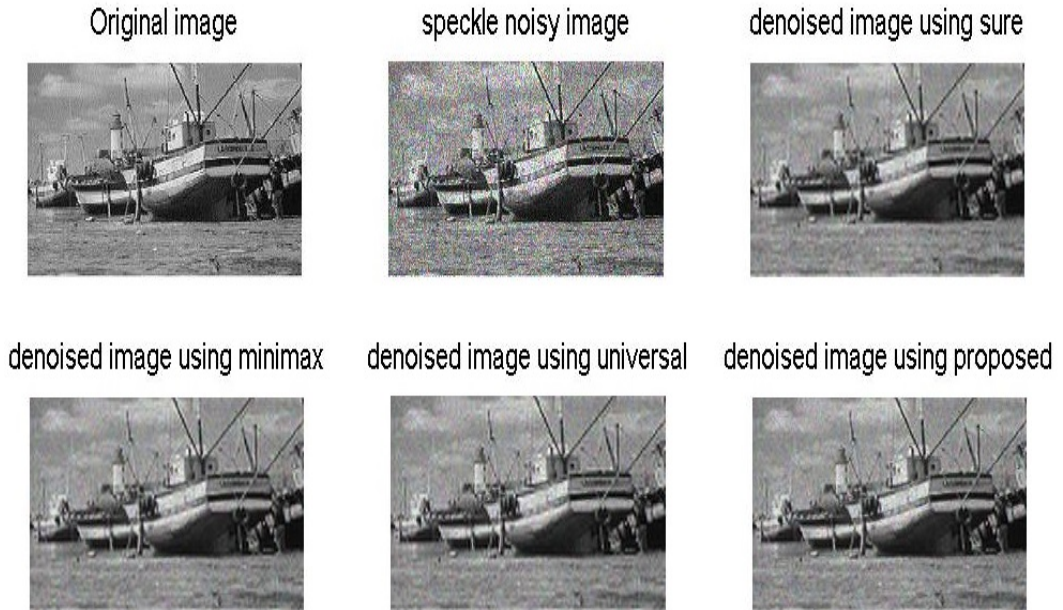 Original image
speckle noisy image
denoised image using sure
denoised image using minimax
denoised image using universal
denoised image using proposed